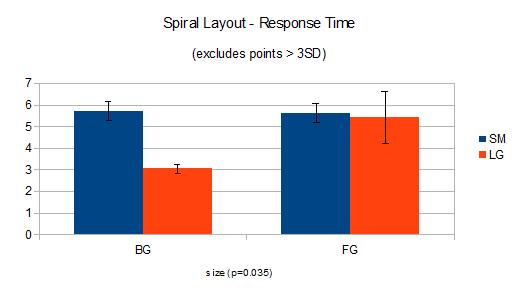 Spiral Layout - Response Time
(excludes points > 3SD)
7
6
5
4
3
2
1
0
SM
LG
BG FG
size (p=0.035)